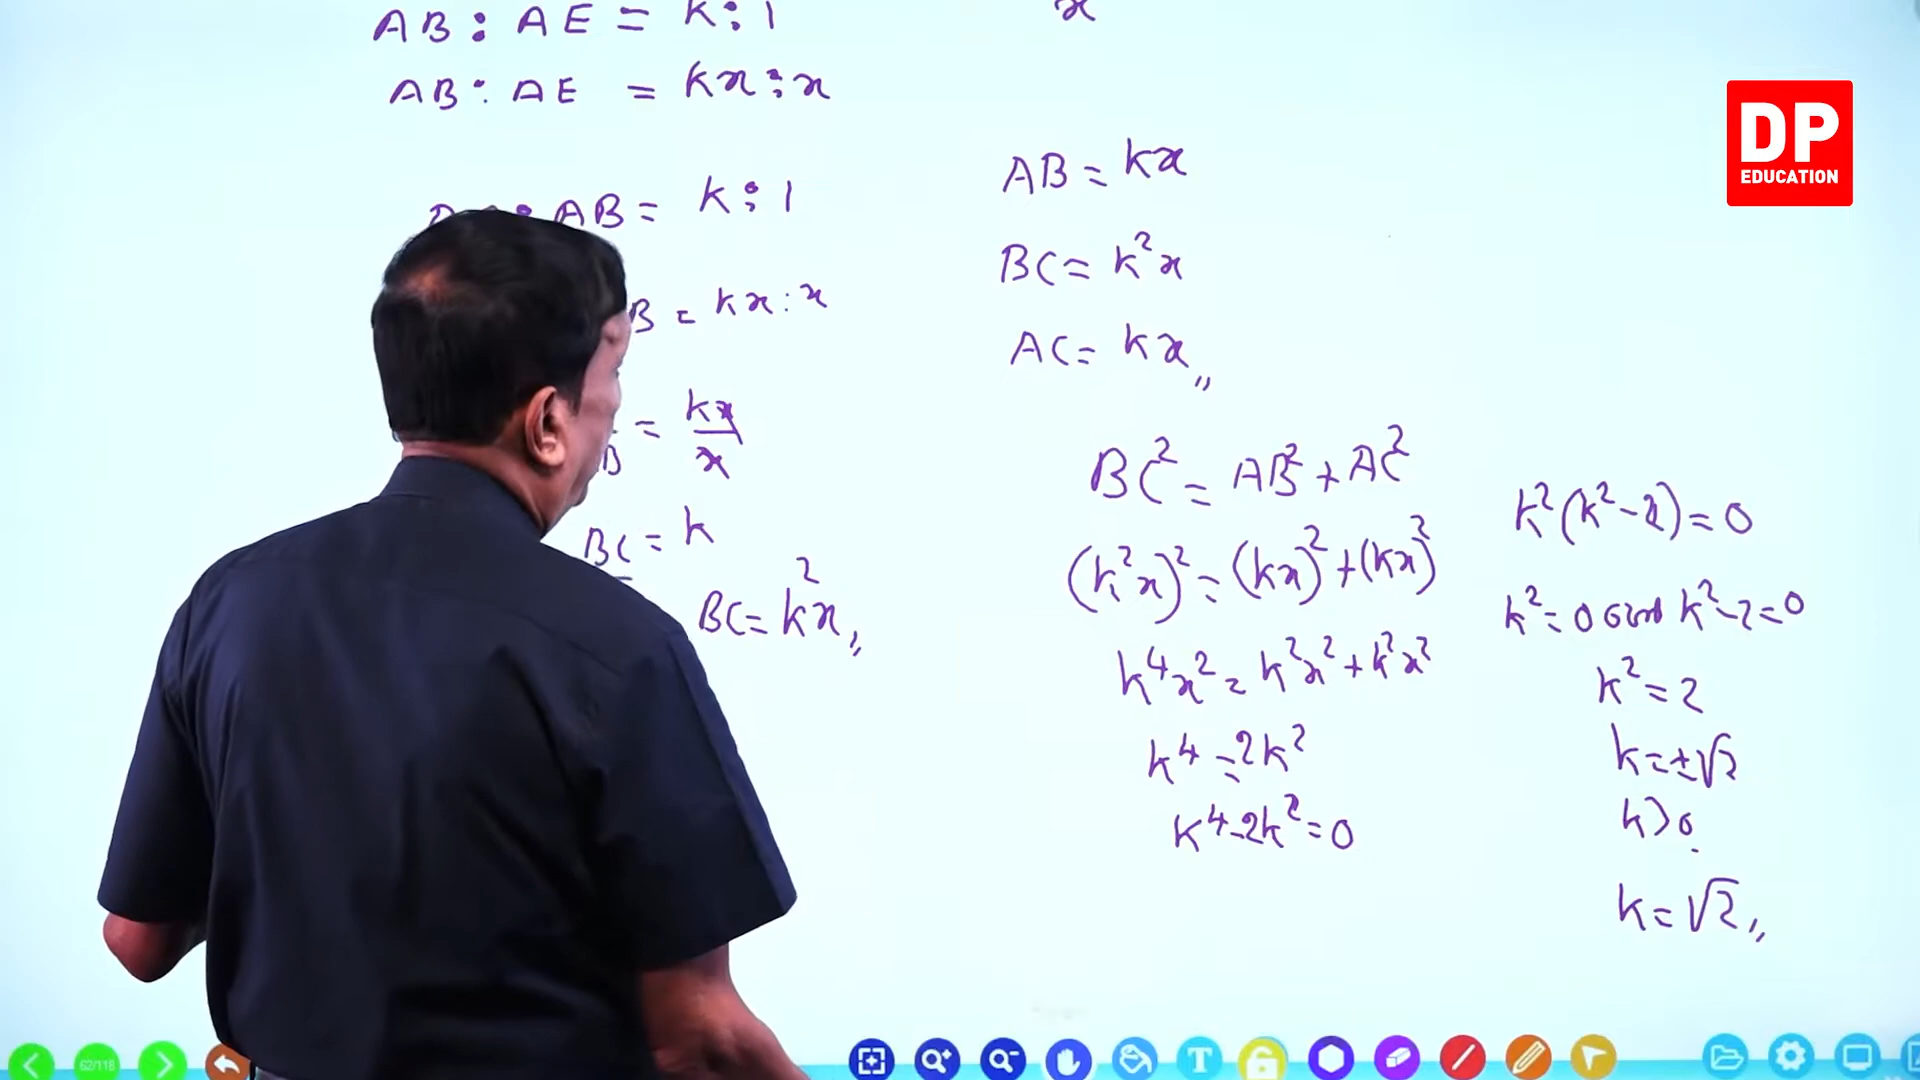 AB : AE = k : 1
x
AB : AE = kx : x
: AB = k : 1
B = kx : x
= kx/x
B
BC = k
BC = k²x,,
AB = kx
BC = k²x
AC = kx,,
BC² = AB² + AC²
(k²x)² = (kx)² + (kx)²
k⁴x² = k²x² + k²x²
k⁴ = 2k²
k⁴ - 2k² = 0
k²(k² - 2) = 0
k² = 0 k² - 2 = 0
k² = 2
k = ±√2
k > 0
k = √2,,
DP
EDUCATION
62/118
T